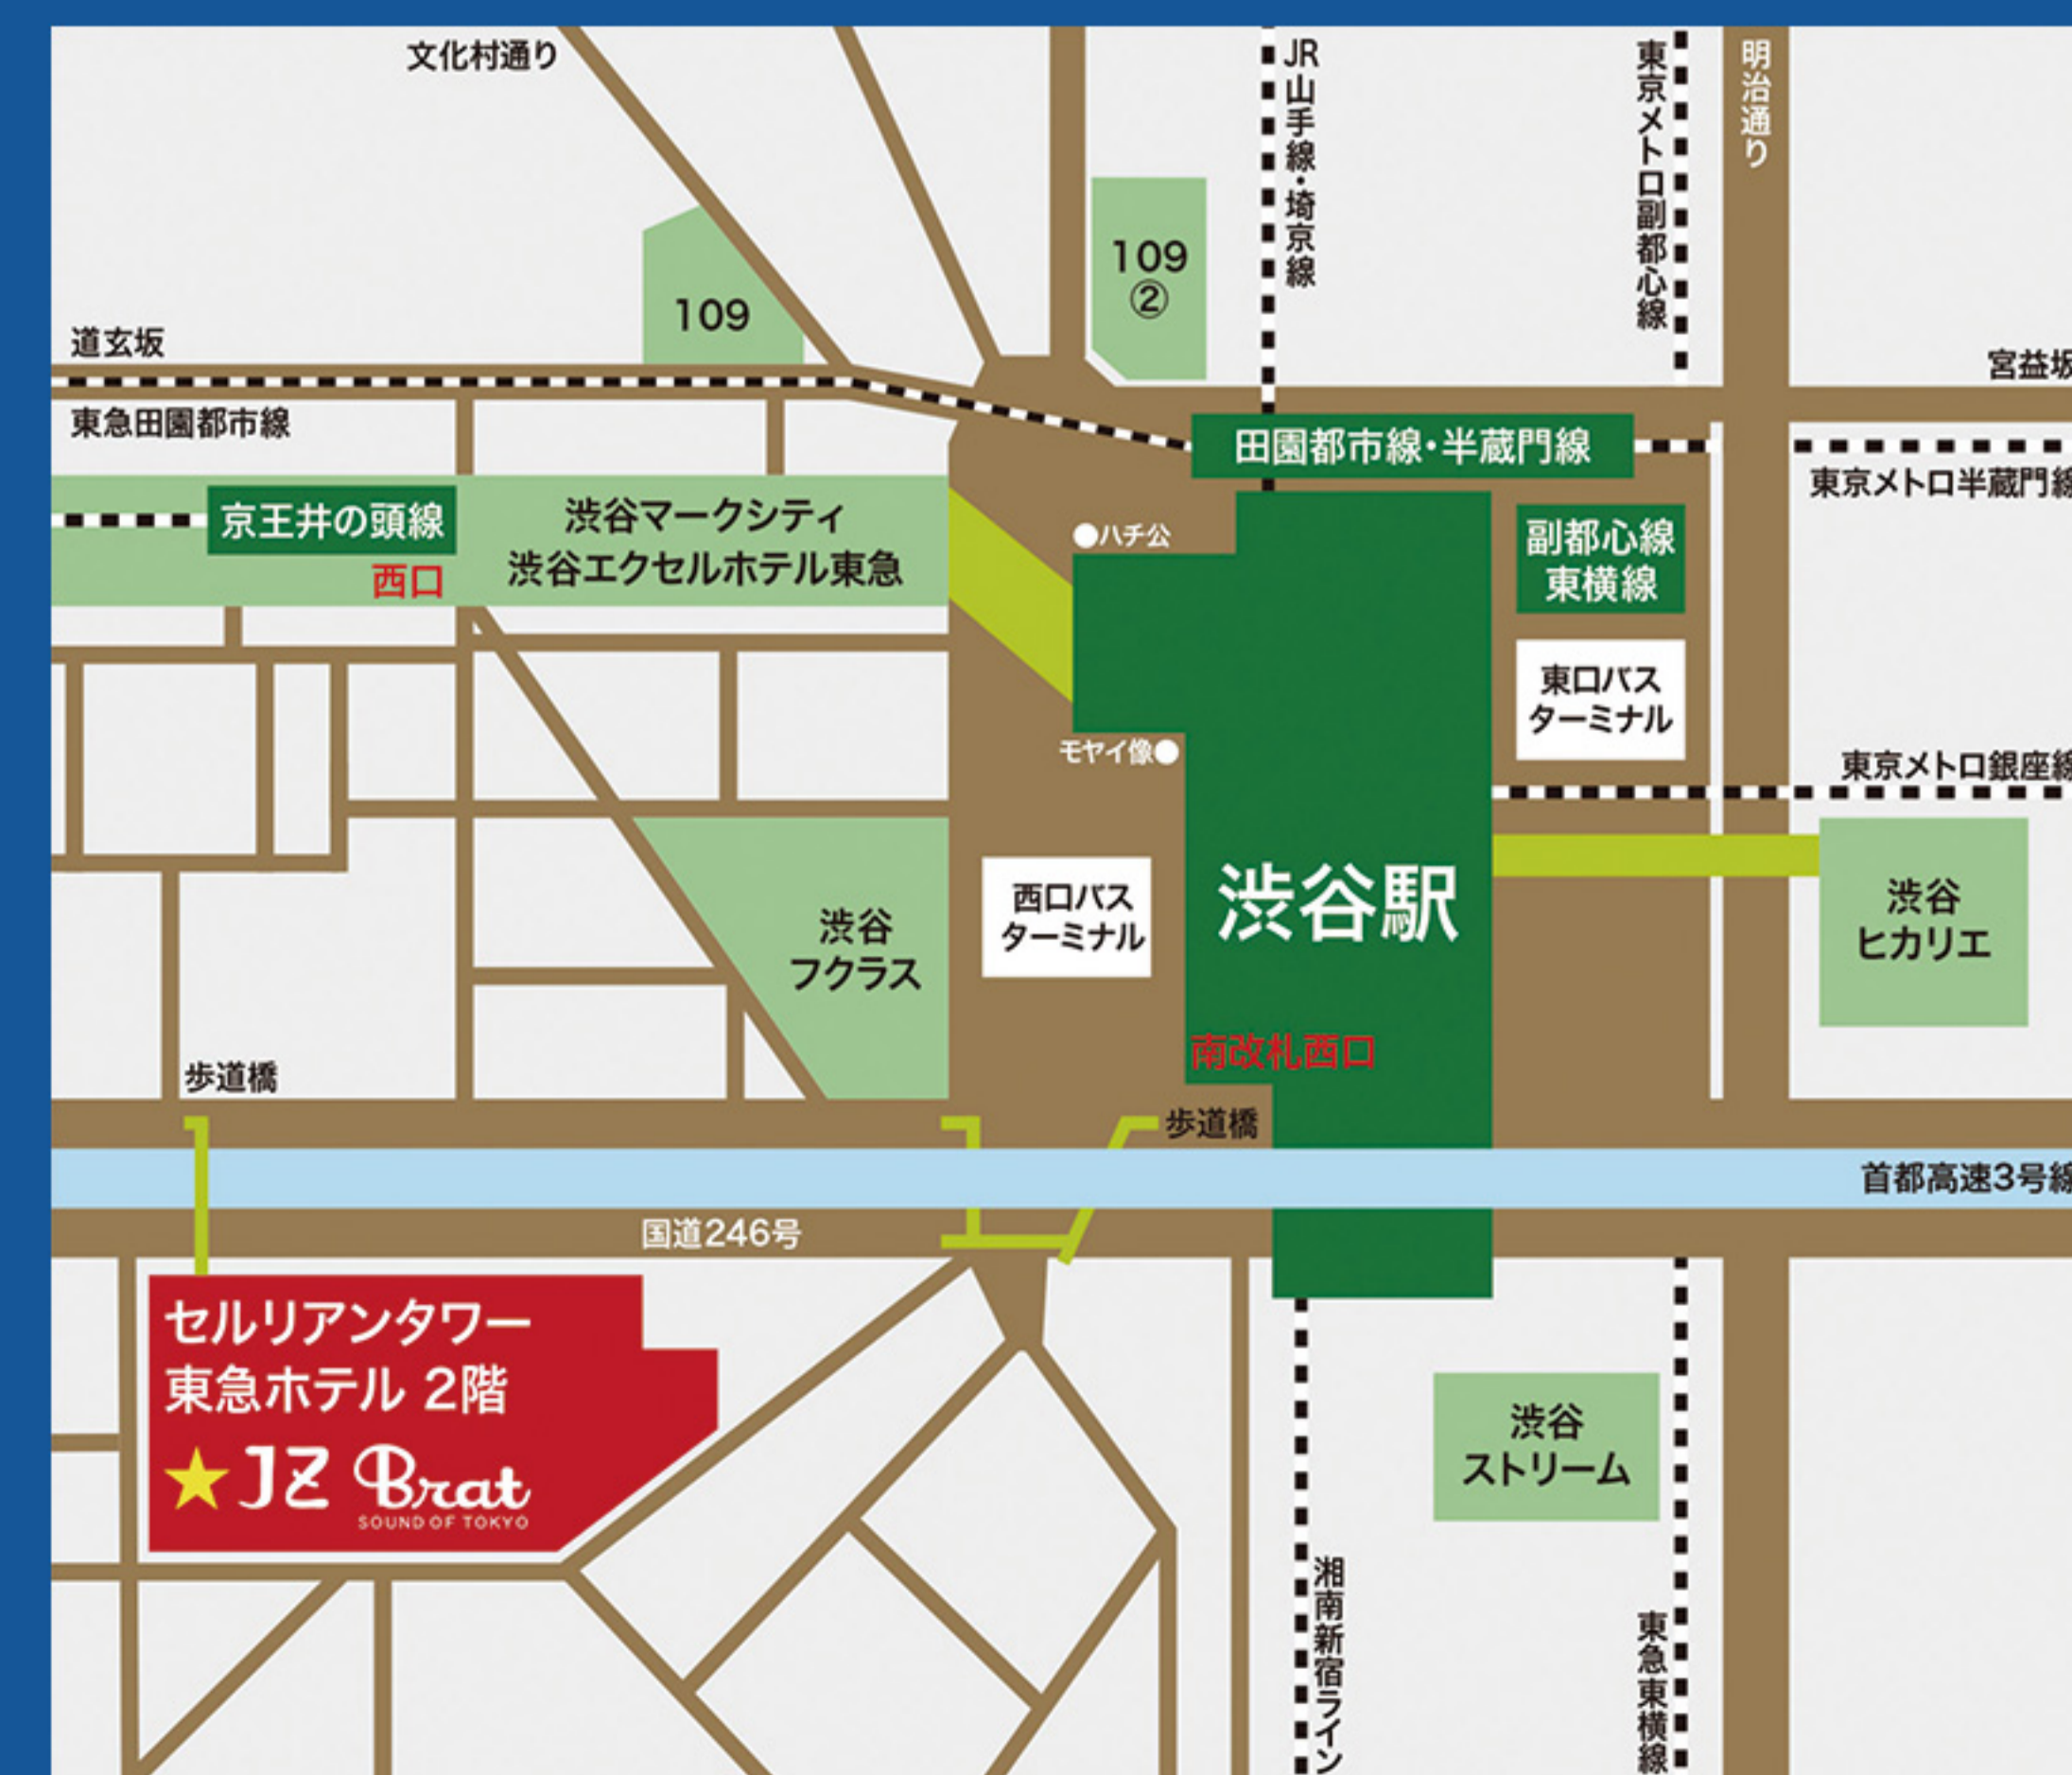 文化村通り
JR山手線・埼京線
東京メトロ副都心線
明治通り
109
109
②
道玄坂
宮益坂
東急田園都市線
田園都市線・半蔵門線
東京メトロ半蔵門線
京王井の頭線
西口
渋谷マークシティ
渋谷エクセルホテル東急
ハチ公
副都心線
東横線
東口バス
ターミナル
モヤイ像
東京メトロ銀座線
渋谷
フクラス
西口バス
ターミナル
渋谷駅
渋谷
ヒカリエ
南改札西口
歩道橋
歩道橋
首都高速3号線
国道246号
セルリアンタワー
東急ホテル 2階
JZ Brat
SOUND OF TOKYO
渋谷
ストリーム
湘南新宿ライン
東急東横線